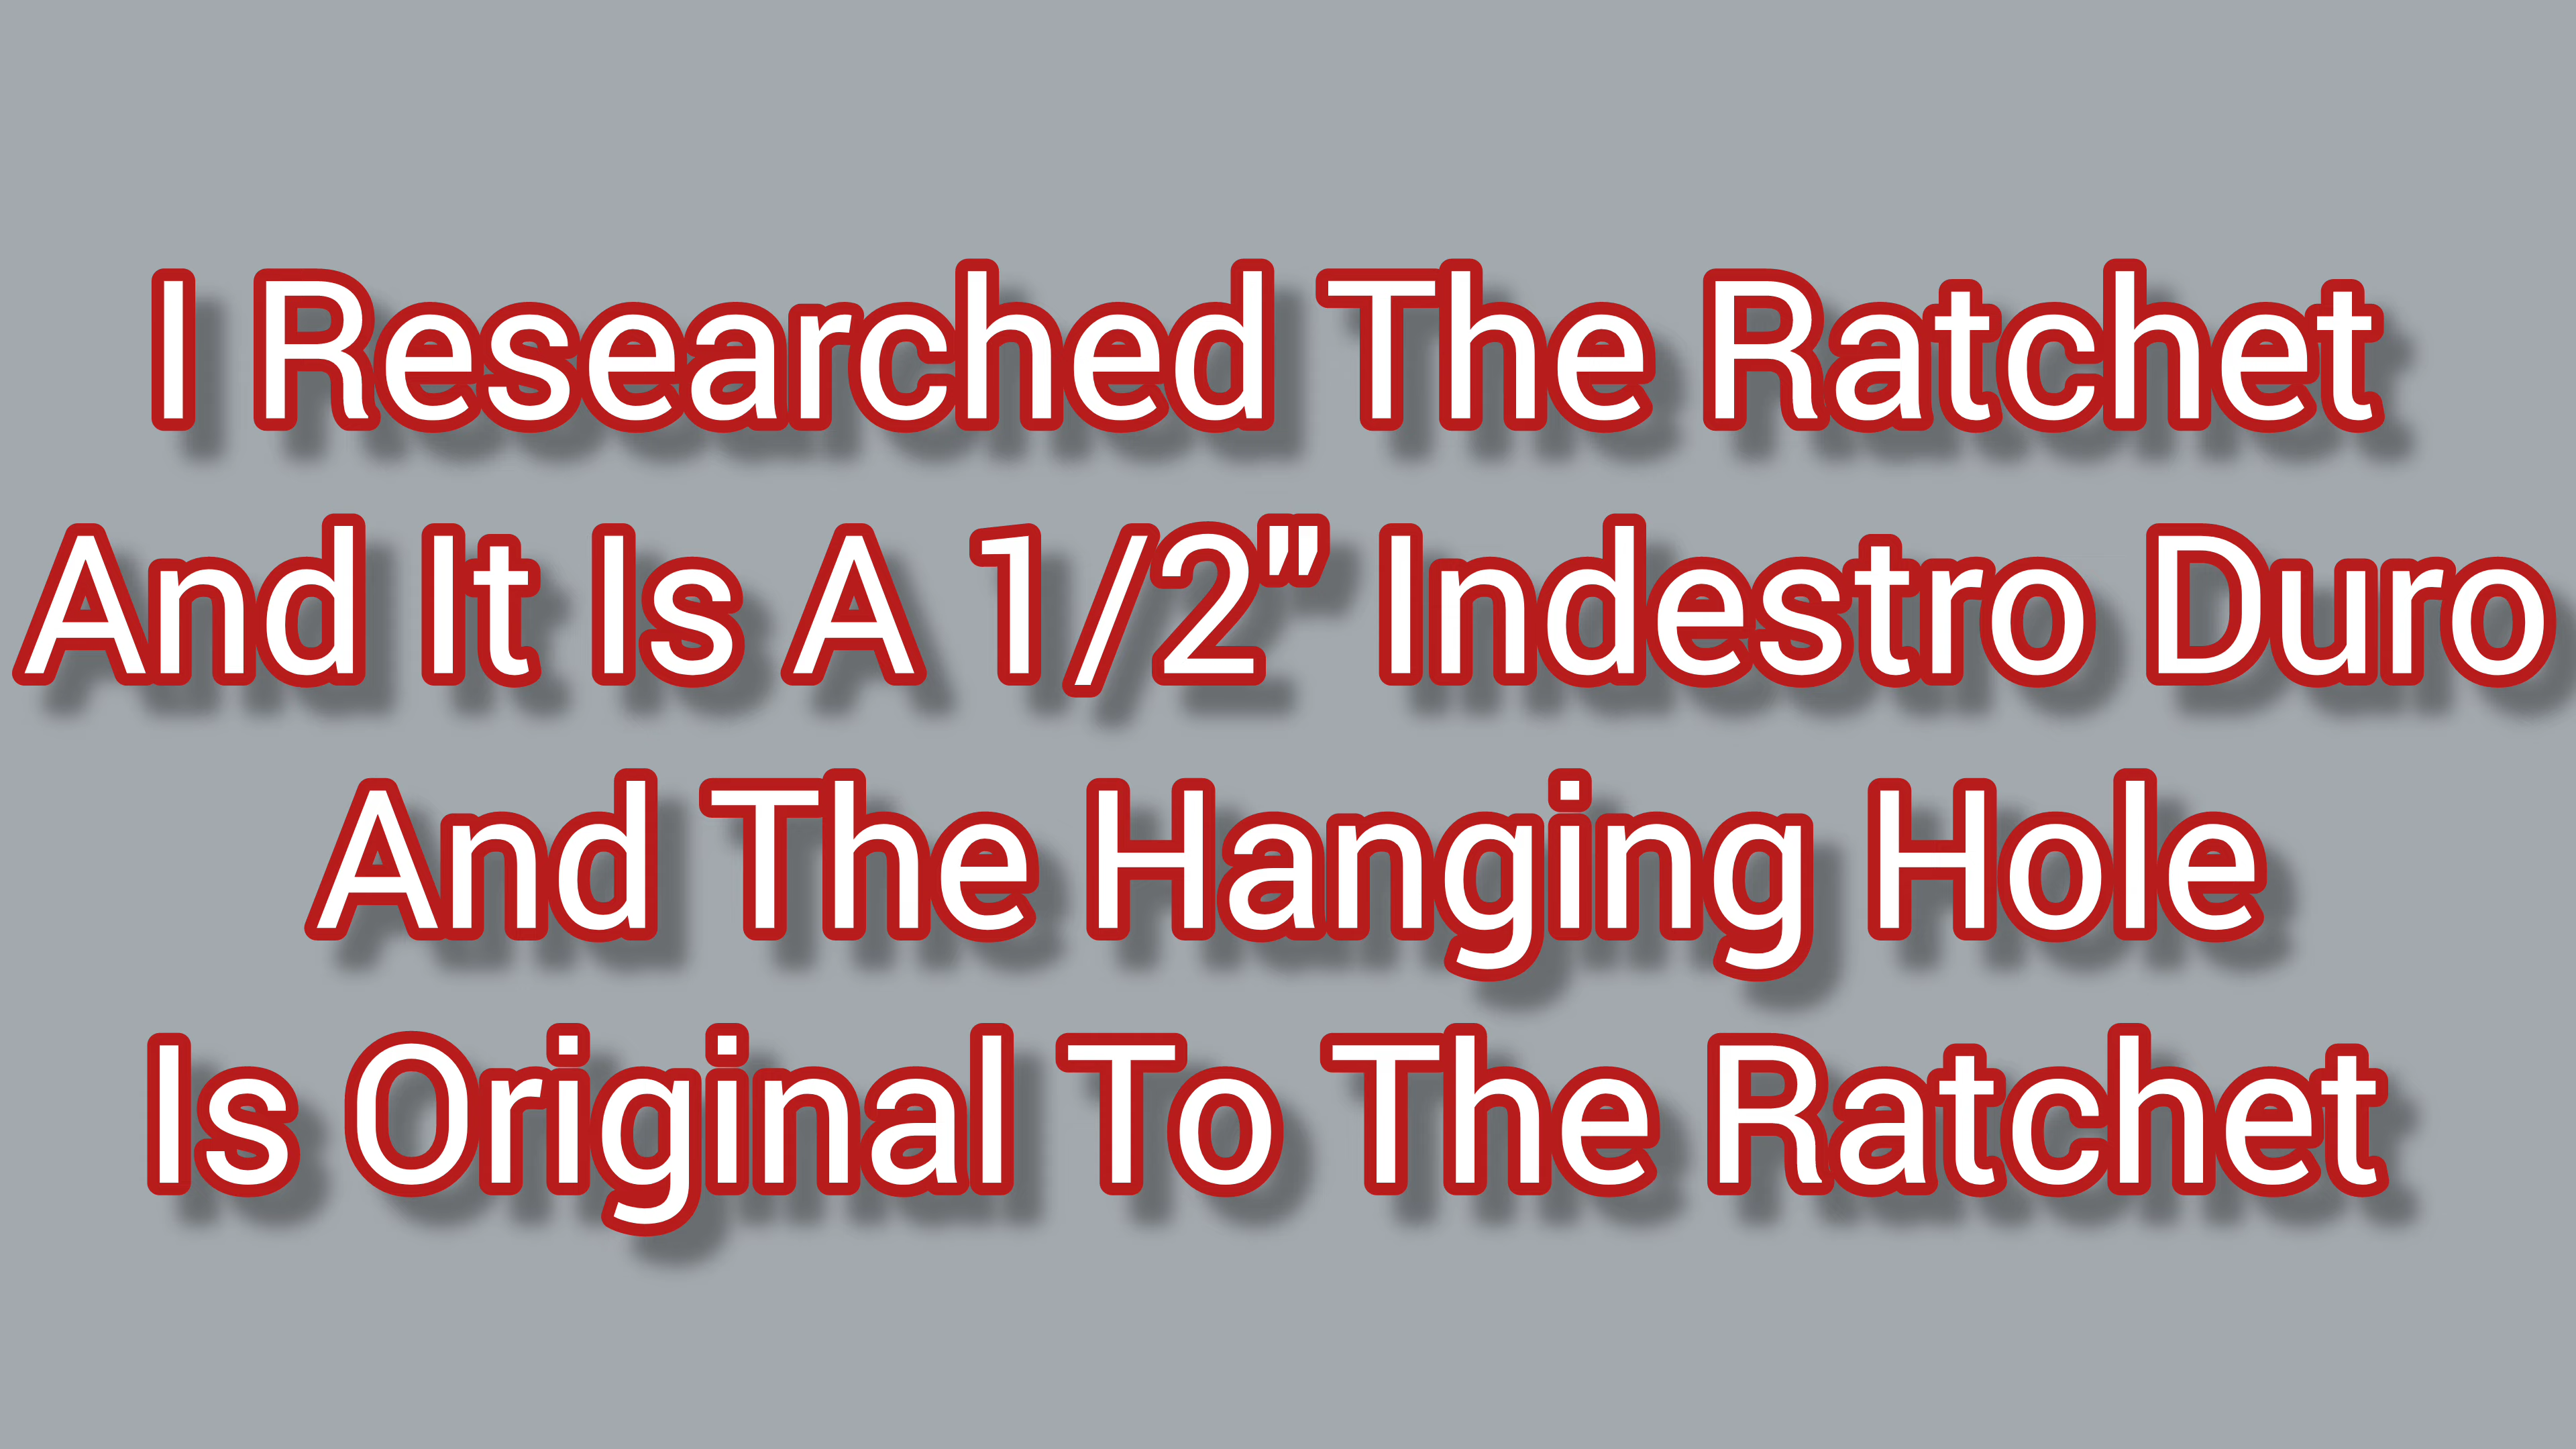 I Researched The Ratchet
And It Is A 1/2" Indestro Duro
And The Hanging Hole
Is Original To The Ratchet